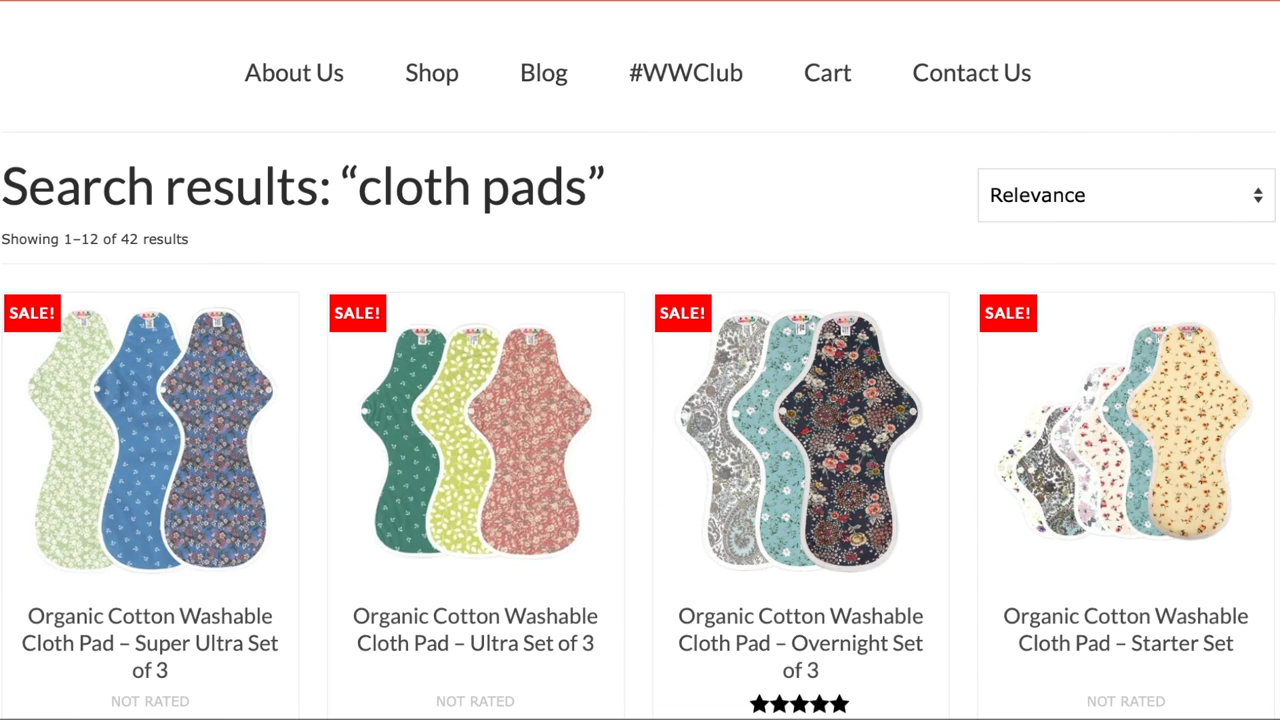 About Us Shop Blog #WWClub Cart Contact Us
Search results: “cloth pads”
Relevance
Showing 1–12 of 42 results
SALE! SALE! SALE! SALE!
Organic Cotton Washable
Cloth Pad – Super Ultra Set
of 3
NOT RATED
Organic Cotton Washable
Cloth Pad – Ultra Set of 3
NOT RATED
Organic Cotton Washable
Cloth Pad – Overnight Set
of 3
Organic Cotton Washable
Cloth Pad – Starter Set
NOT RATED